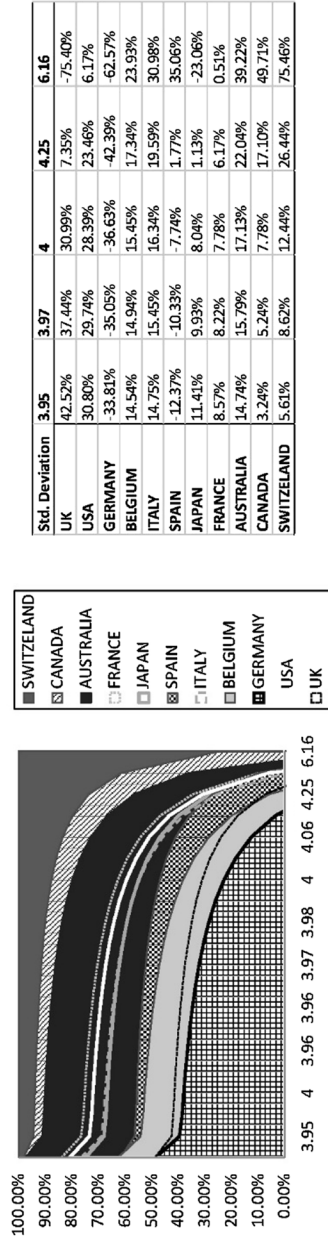 100.00%
90.00%
80.00%
70.00%
60.00%
50.00%
40.00%
30.00%
20.00%
10.00%
0.00%
3.95 4 3.96 3.96 3.97 3.98 4 4.06 4.25 6.16
SWITZELAND
CANADA
AUSTRALIA
FRANCE
JAPAN
SPAIN
ITALY
BELGIUM
GERMANY
USA
UK
Std. Deviation 3.95 3.97 4 4.25 6.16
UK 42.52% 37.44% 30.99% 7.35% -75.40%
USA 30.80% 29.74% 28.39% 23.46% 6.17%
GERMANY -33.81% -35.05% -36.63% -42.39% -62.57%
BELGIUM 14.54% 14.94% 15.45% 17.34% 23.93%
ITALY 14.75% 15.45% 16.34% 19.59% 30.98%
SPAIN -12.37% -10.33% -7.74% 1.77% 35.06%
JAPAN 11.41% 9.93% 8.04% 1.13% -23.06%
FRANCE 8.57% 8.22% 7.78% 6.17% 0.51%
AUSTRALIA 14.74% 15.79% 17.13% 22.04% 39.22%
CANADA 3.24% 5.24% 7.78% 17.10% 49.71%
SWITZELAND 5.61% 8.62% 12.44% 26.44% 75.46%